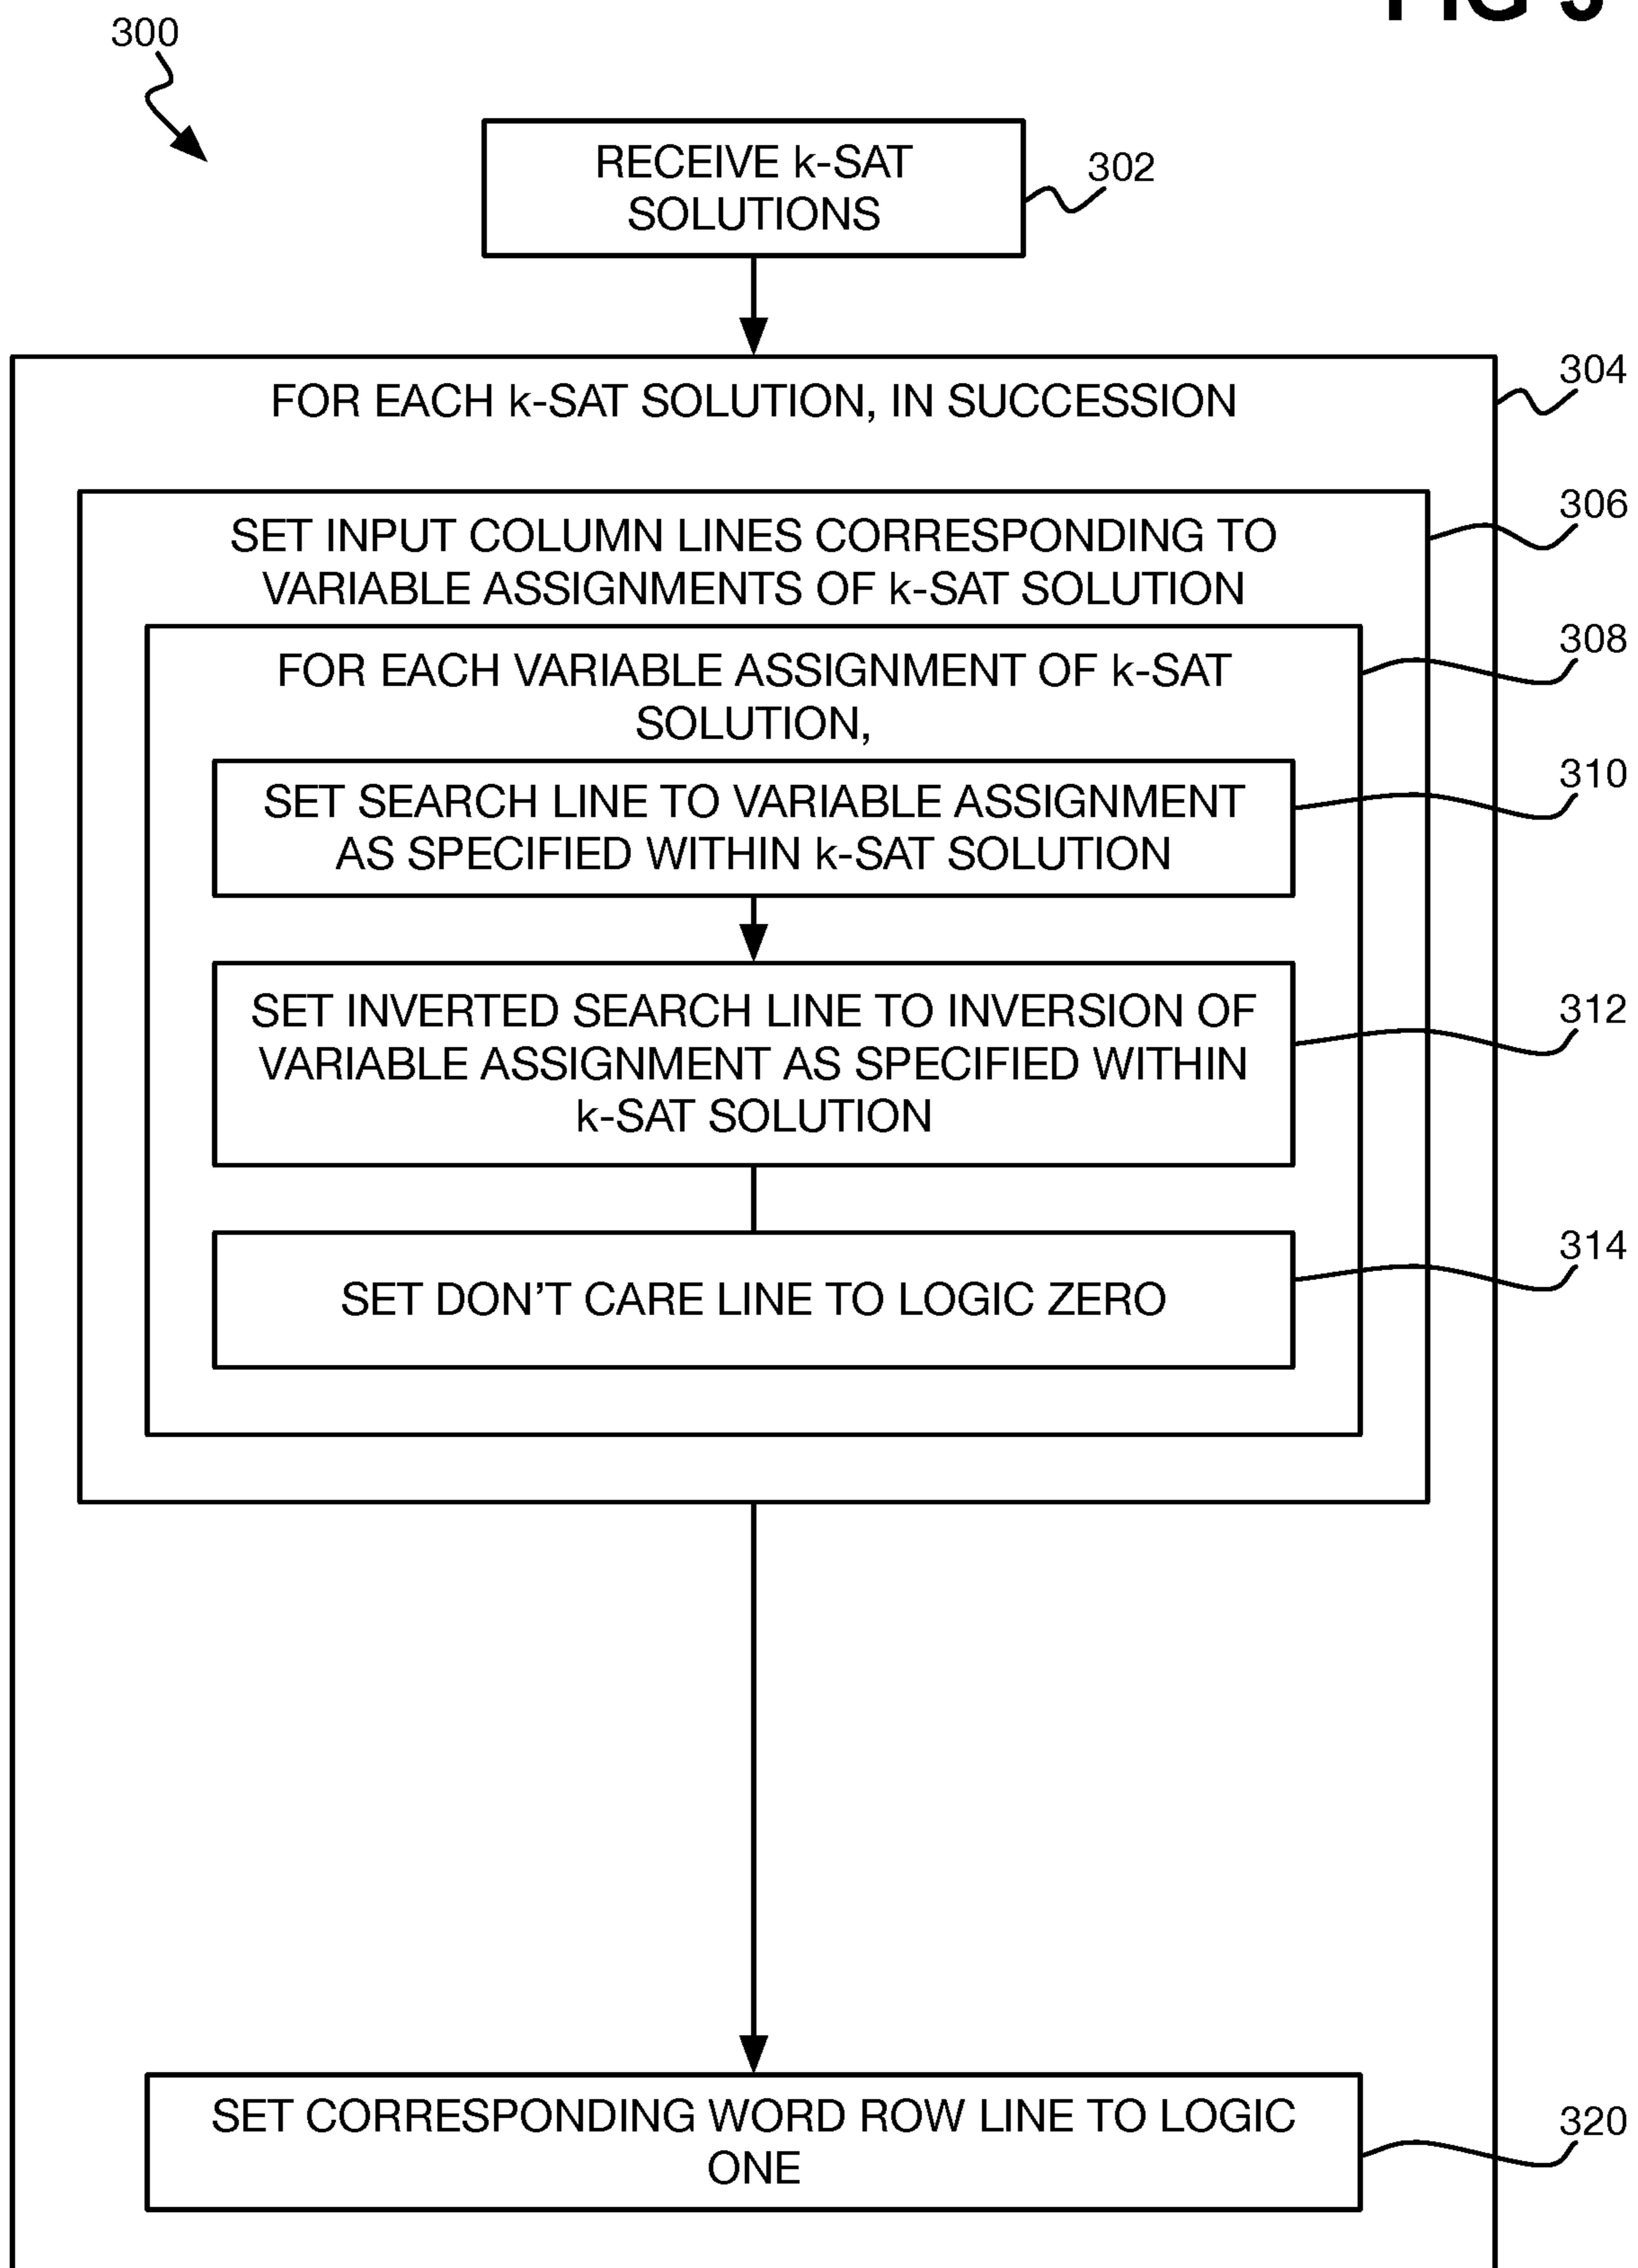 300
RECEIVE k-SAT
SOLUTIONS
302
FOR EACH k-SAT SOLUTION, IN SUCCESSION
304
SET INPUT COLUMN LINES CORRESPONDING TO
VARIABLE ASSIGNMENTS OF k-SAT SOLUTION
306
FOR EACH VARIABLE ASSIGNMENT OF k-SAT
SOLUTION,
308
SET SEARCH LINE TO VARIABLE ASSIGNMENT
AS SPECIFIED WITHIN k-SAT SOLUTION
310
SET INVERTED SEARCH LINE TO INVERSION OF
VARIABLE ASSIGNMENT AS SPECIFIED WITHIN
k-SAT SOLUTION
312
SET DON'T CARE LINE TO LOGIC ZERO
314
SET CORRESPONDING WORD ROW LINE TO LOGIC
ONE
320